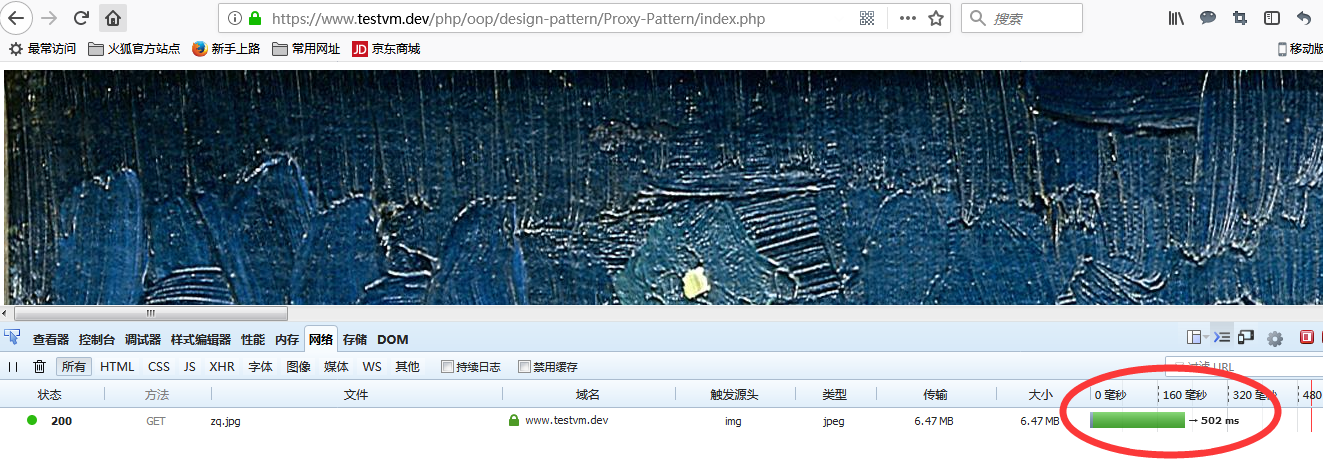 https://www.testvm.dev/php/oop/design-pattern/Proxy-Pattern/index.php 搜索
最常访问 火狐官方站点 新手上路 常用网址 JD 京东商城 移动版
查看器 控制台 调试器 样式编辑器 性能 内存 网络 存储 DOM
所有 HTML CSS JS XHR 字体 图像 媒体 WS 其他 持续日志 禁用缓存 过滤 URL
状态 方法 文件 域名 触发源头 类型 传输 大小 0 毫秒 160 毫秒 320 毫秒 480
200 GET zq.jpg www.testvm.dev img jpeg 6.47 MB 6.47 MB → 502 ms